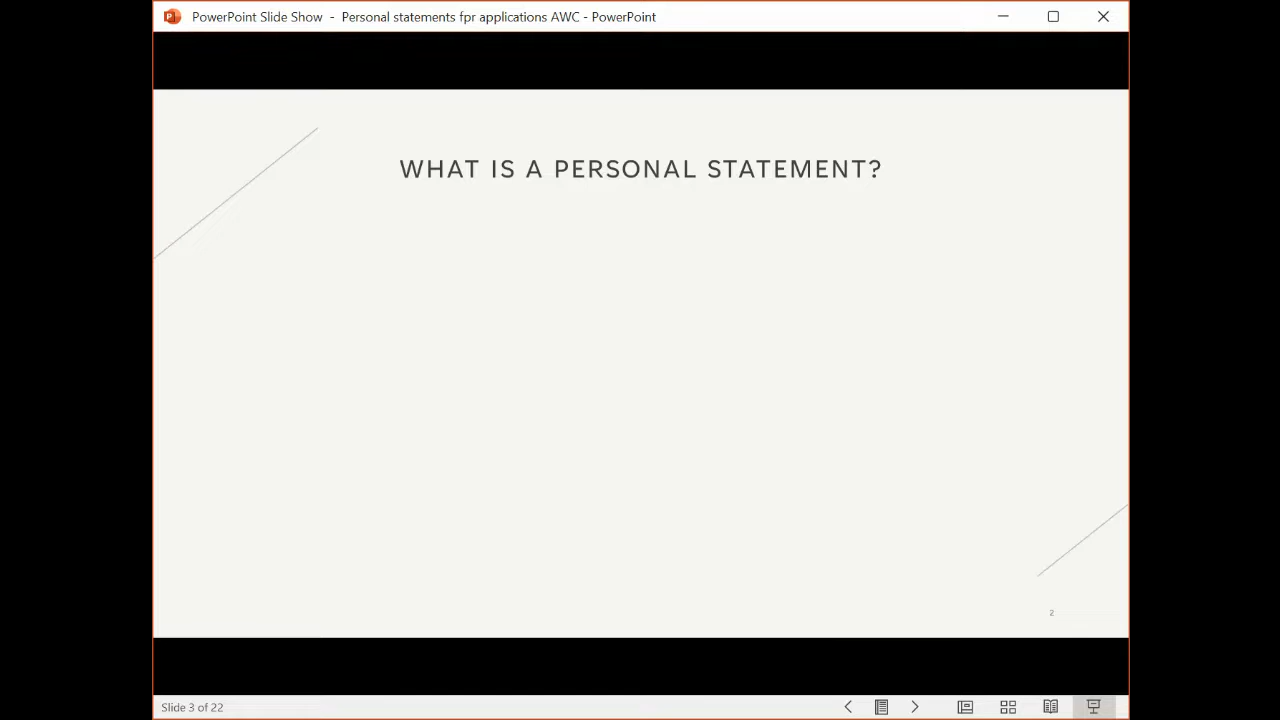 PowerPoint Slide Show - Personal statements fpr applications AWC - PowerPoint
WHAT IS A PERSONAL STATEMENT?
2
Slide 3 of 22